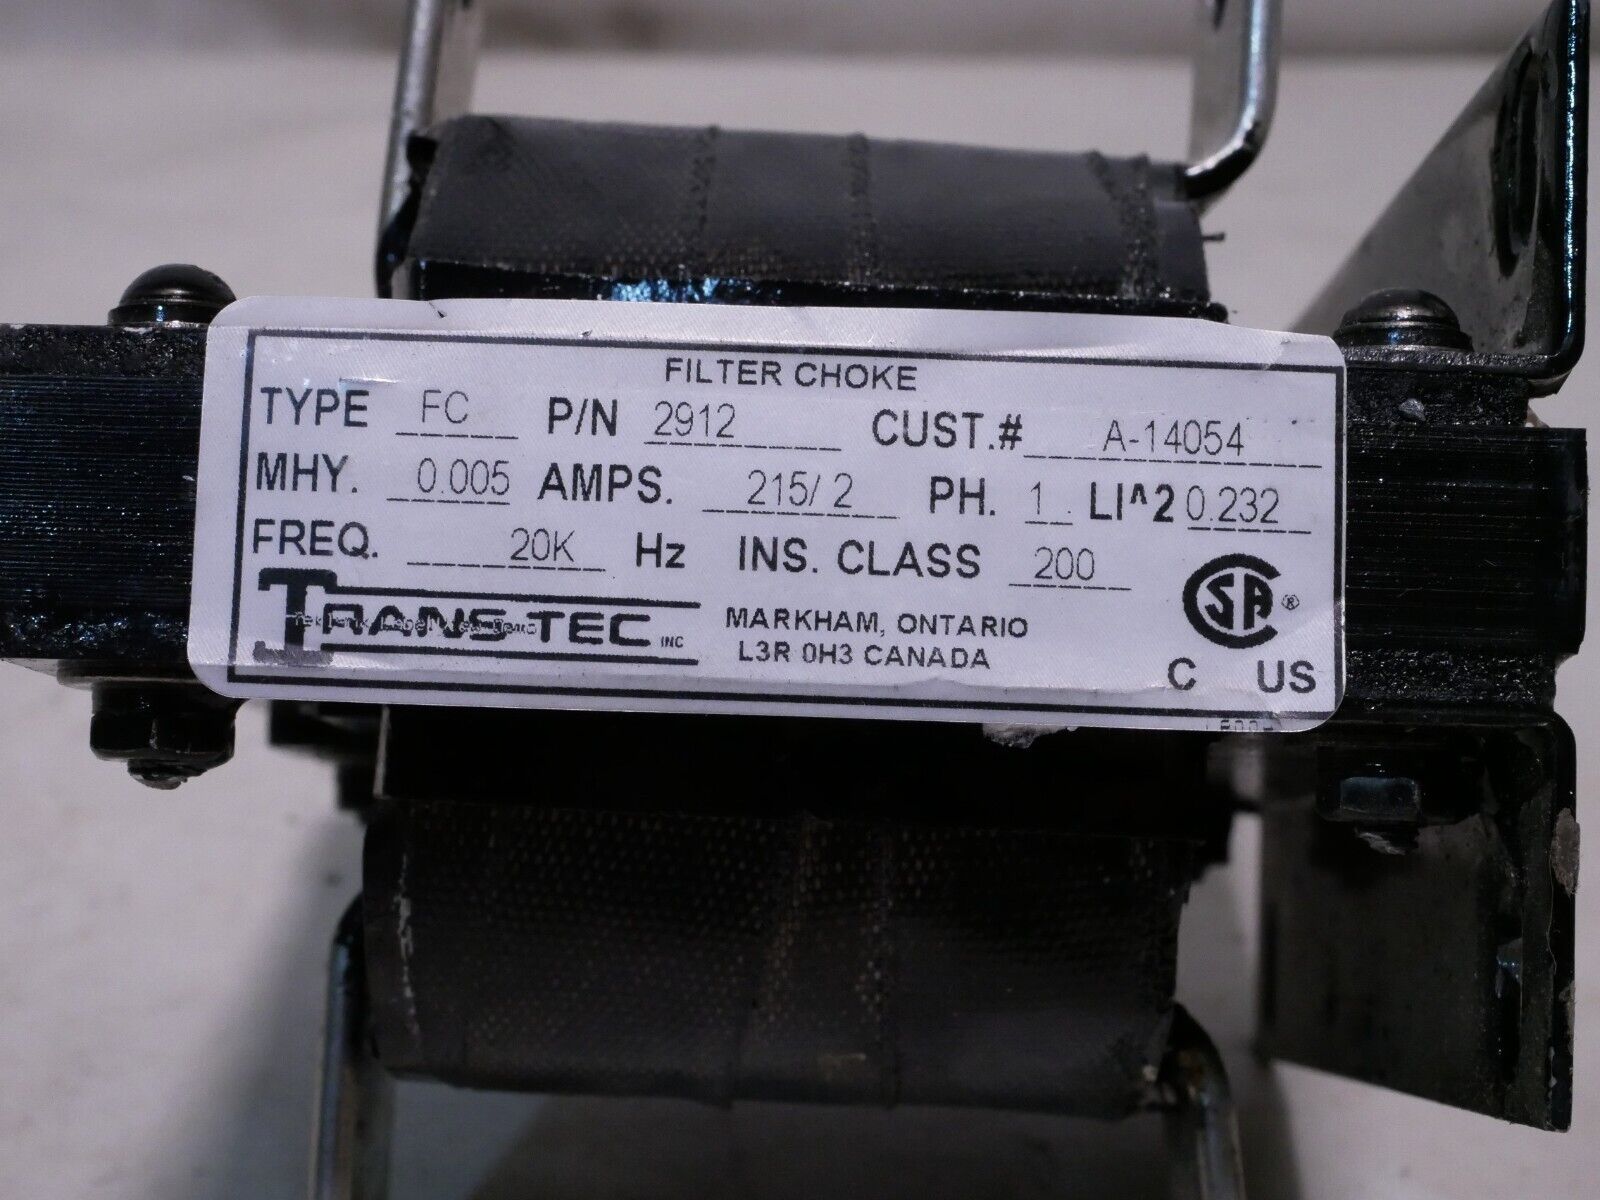 FILTER CHOKE
TYPE FC P/N 2912 CUST.# A-14054
MHY. 0.005 AMPS. 215/2 PH. 1 LI^2 0.232
FREQ. 20K Hz INS. CLASS 200
TRANS-TEC INC
MARKHAM, ONTARIO
L3R 0H3 CANADA
CSA ®
C US